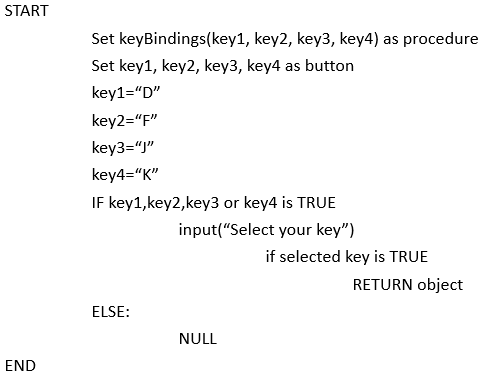 START
Set keyBindings(key1, key2, key3, key4) as procedure
Set key1, key2, key3, key4 as button
key1=“D”
key2=“F”
key3=“J”
key4=“K”
IF key1,key2,key3 or key4 is TRUE
input(“Select your key”)
if selected key is TRUE
RETURN object
ELSE:
NULL
END